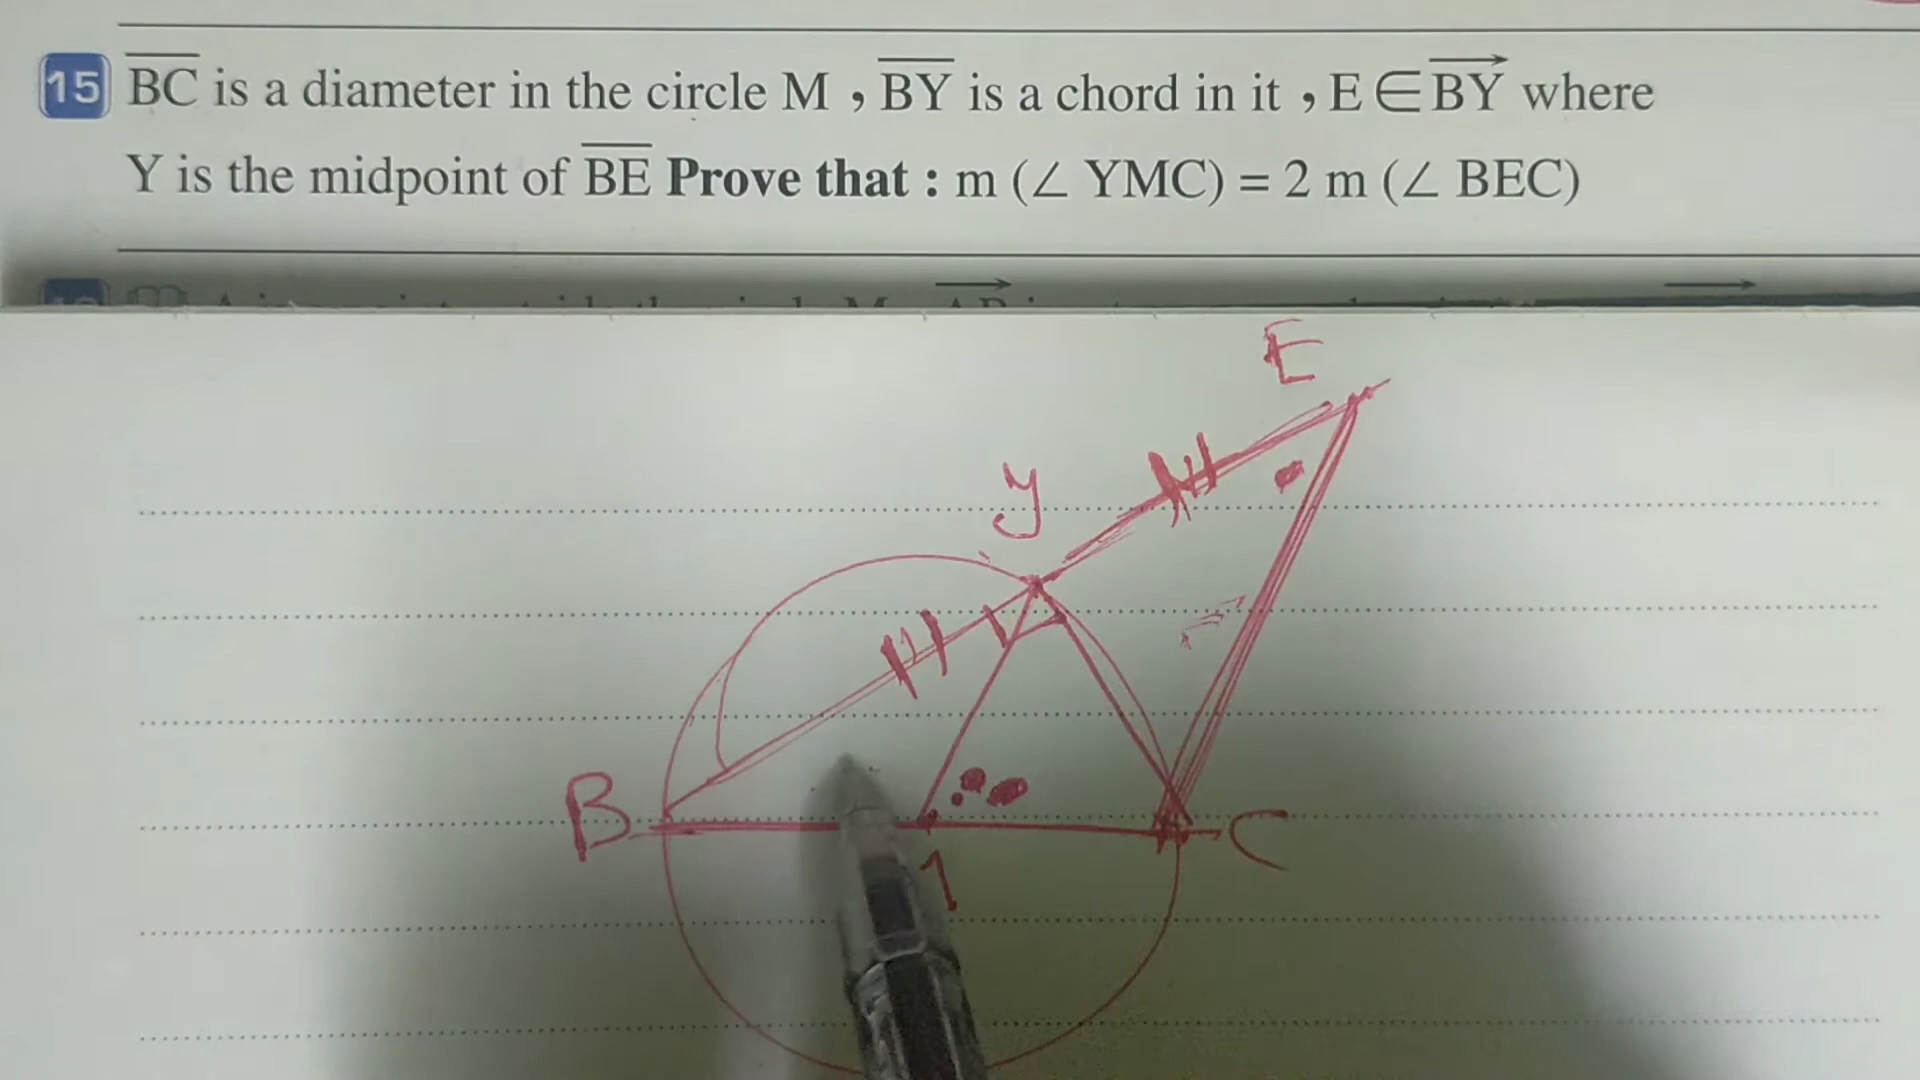 15 BC is a diameter in the circle M , BY is a chord in it , E ∈ BY where
Y is the midpoint of BE Prove that : m (∠ YMC) = 2 m (∠ BEC)
E
Y
B
C